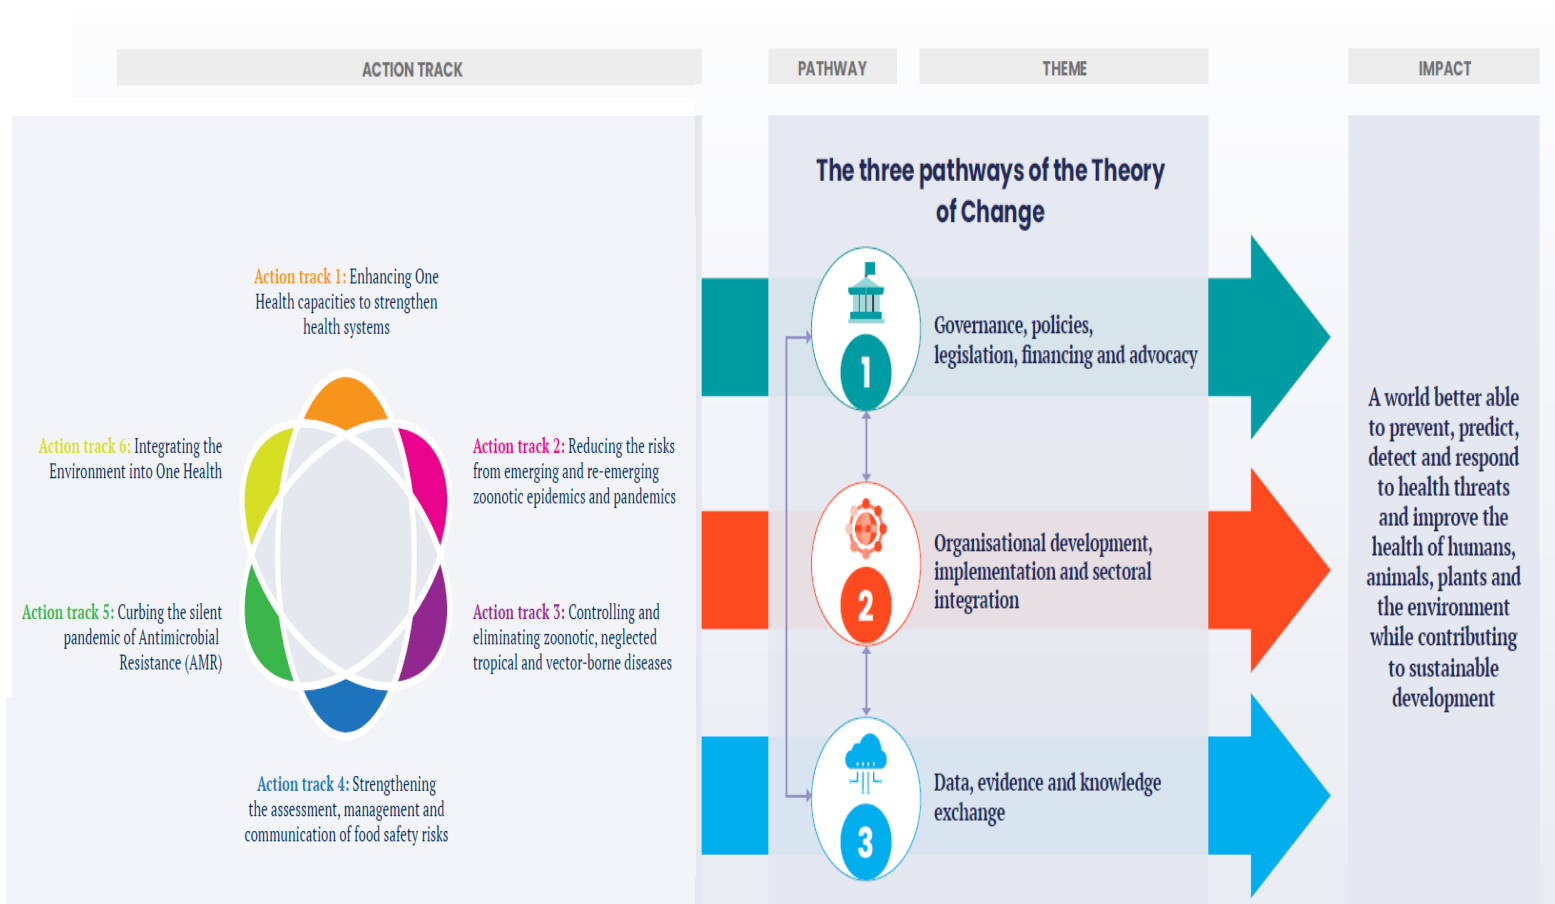 ACTION TRACK
PATHWAY
THEME
IMPACT
Action track 1: Enhancing One
Health capacities to strengthen
health systems
Action track 6: Integrating the
Environment into One Health
Action track 2: Reducing the risks
from emerging and re-emerging
zoonotic epidemics and pandemics
Action track 5: Curbing the silent
pandemic of Antimicrobial
Resistance (AMR)
Action track 3: Controlling and
eliminating zoonotic, neglected
tropical and vector-borne diseases
Action track 4: Strengthening
the assessment, management and
communication of food safety risks
The three pathways of the Theory
of Change
1
Governance, policies,
legislation, financing and advocacy
2
Organisational development,
implementation and sectoral
integration
3
Data, evidence and knowledge
exchange
A world better able
to prevent, predict,
detect and respond
to health threats
and improve the
health of humans,
animals, plants and
the environment
while contributing
to sustainable
development